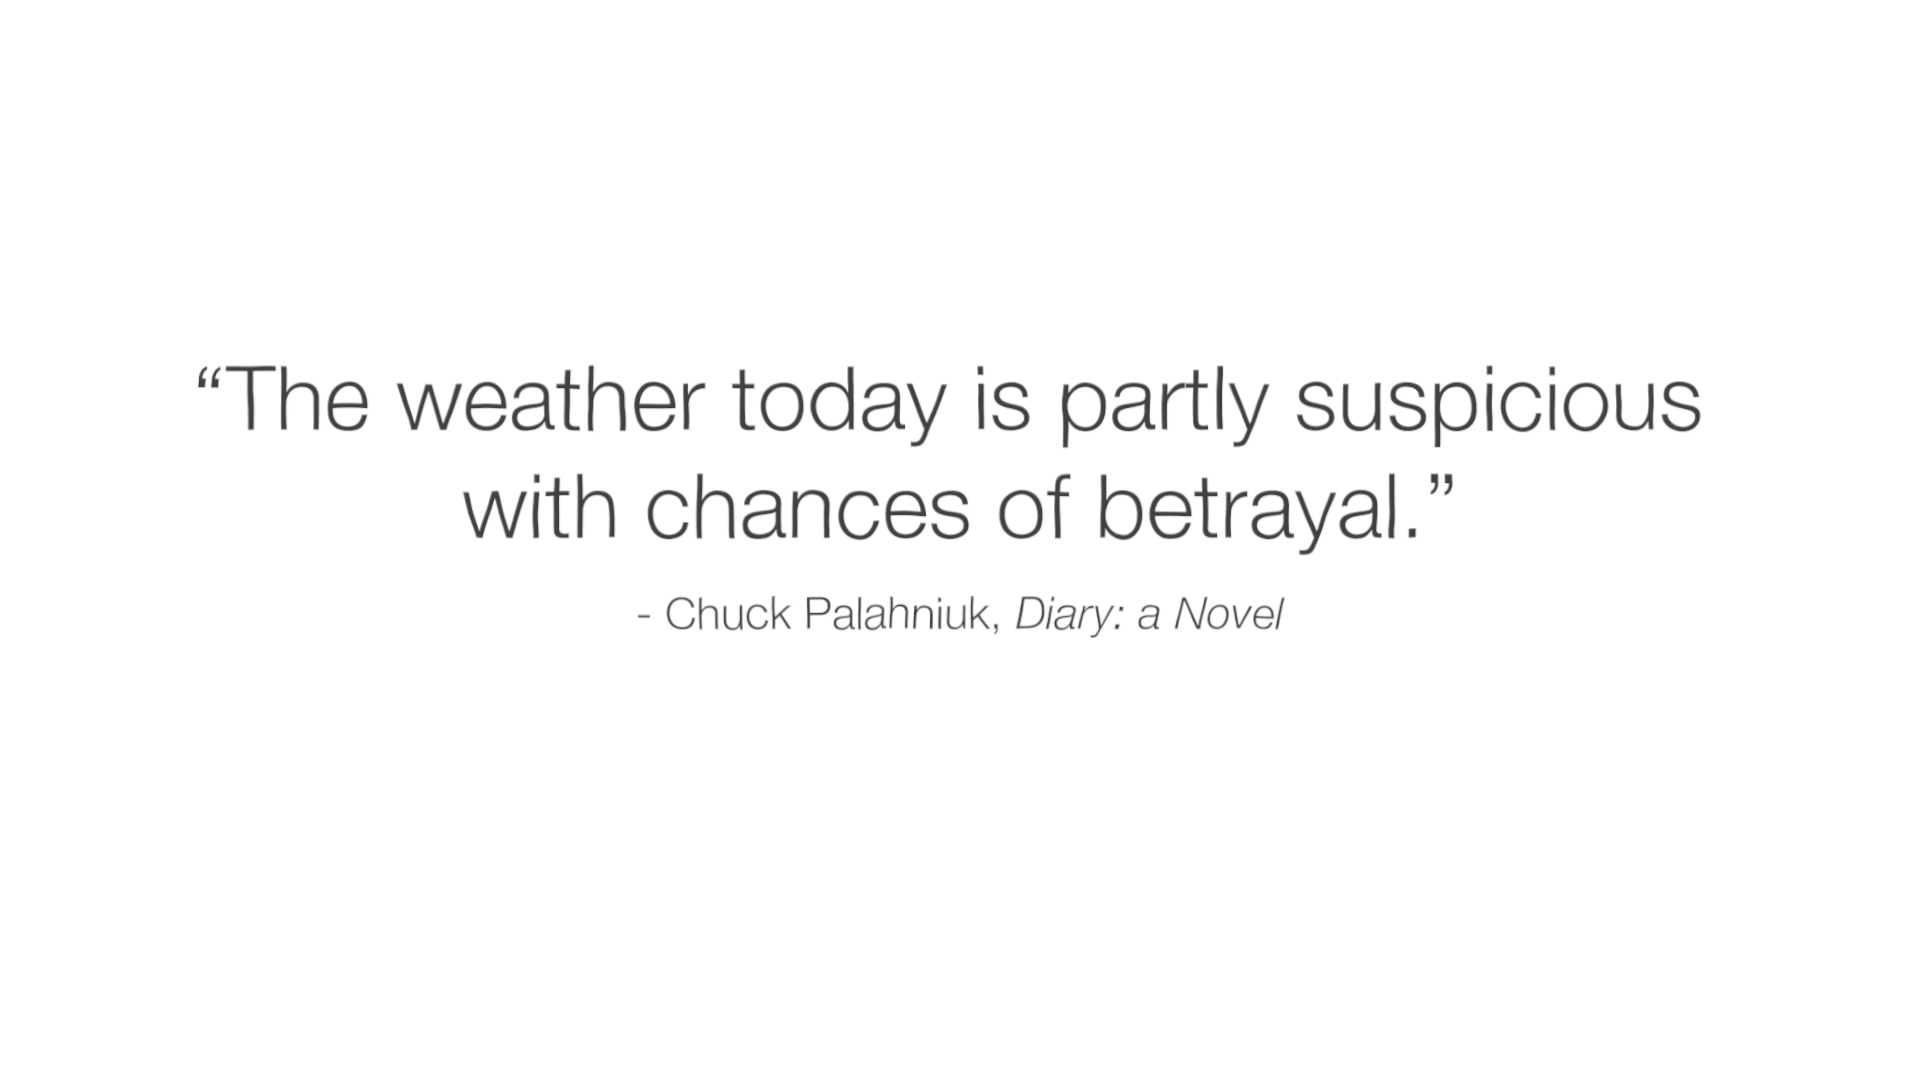 “The weather today is partly suspicious
with chances of betrayal.”
- Chuck Palahniuk, Diary: a Novel